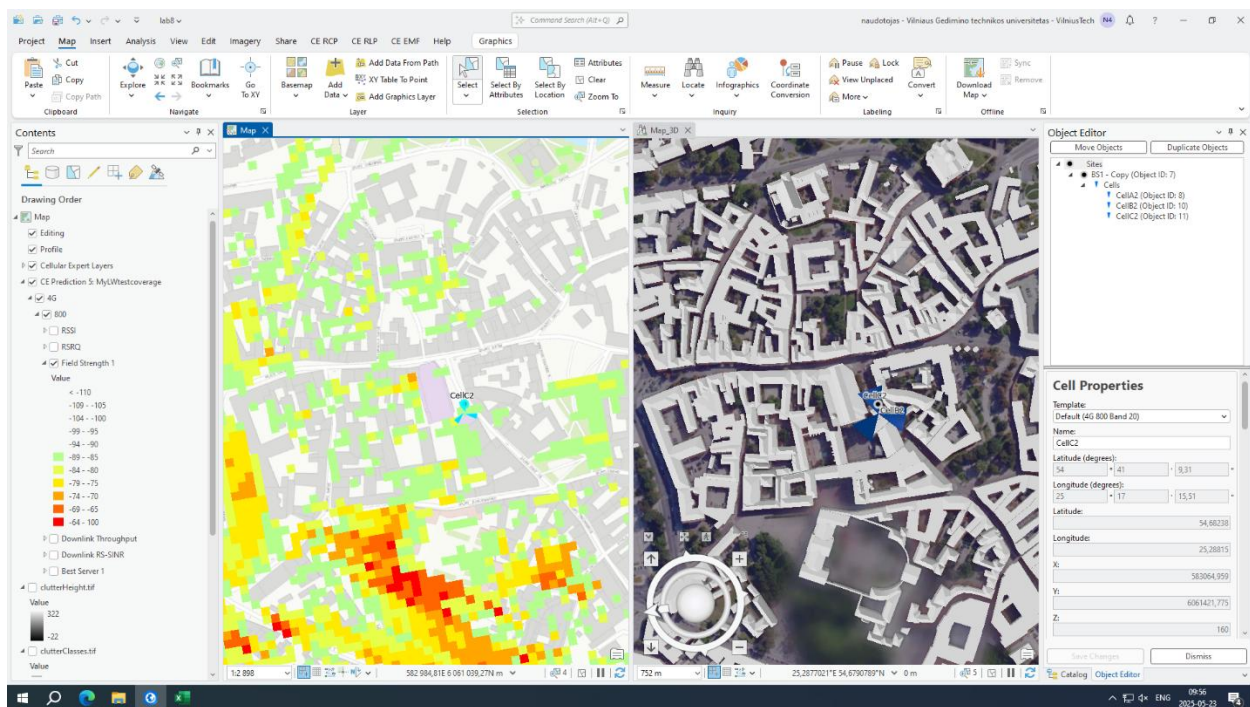 lab8
Command Search (Alt+Q)
naudotojas - Vilniaus Gedimino technikos universitetas - VilniusTech
N4
?
Project Map Insert Analysis View Edit Imagery Share CE RCP CE RLP CE EMF Help Graphics
Paste
Cut
Copy
Copy Path
Clipboard
Explore
Bookmarks
Go To XY
Navigate
Basemap
Add Data
Add Data From Path
XY Table To Point
Add Graphics Layer
Layer
Select
Select By Attributes
Select By Location
Attributes
Clear
Zoom To
Selection
Measure
Locate
Infographics
Coordinate Conversion
Inquiry
Pause Lock
View Unplaced
More
Convert
Labeling
Download Map
Sync
Remove
Offline
Contents
Search
Drawing Order
Map
Editing
Profile
Cellular Expert Layers
CE Prediction 5: MyLWtestcoverage
4G
800
RSSI
RSRQ
Field Strength 1
Value
< -110
-109 - -105
-104 - -100
-99 - -95
-94 - -90
-89 - -85
-84 - -80
-79 - -75
-74 - -70
-69 - -65
-64 - 100
Downlink Throughput
Downlink RS-SINR
Best Server 1
clutterHeight.tif
Value
322
-22
clutterClasses.tif
Value
Map
CellC2
1:2 898
582 984,81E 6 061 039,27N m
4
Map_3D
CellB2
752 m
25,2877021°E 54,6790789°N
0 m
5
Object Editor
Move Objects Duplicate Objects
Sites
BS1 - Copy (Object ID: 7)
Cells
CellA2 (Object ID: 8)
CellB2 (Object ID: 10)
CellC2 (Object ID: 11)
Cell Properties
Template:
Default (4G 800 Band 20)
Name:
CellC2
Latitude (degrees):
54 ° 41 ' 9,31 "
Longitude (degrees):
25 ° 17 ' 15,51 "
Latitude:
54,68238
Longitude:
25,28815
X:
583064,959
Y:
6061421,775
Z:
160
Save Changes Dismiss
Catalog Object Editor
ENG
09:56
2025-05-23